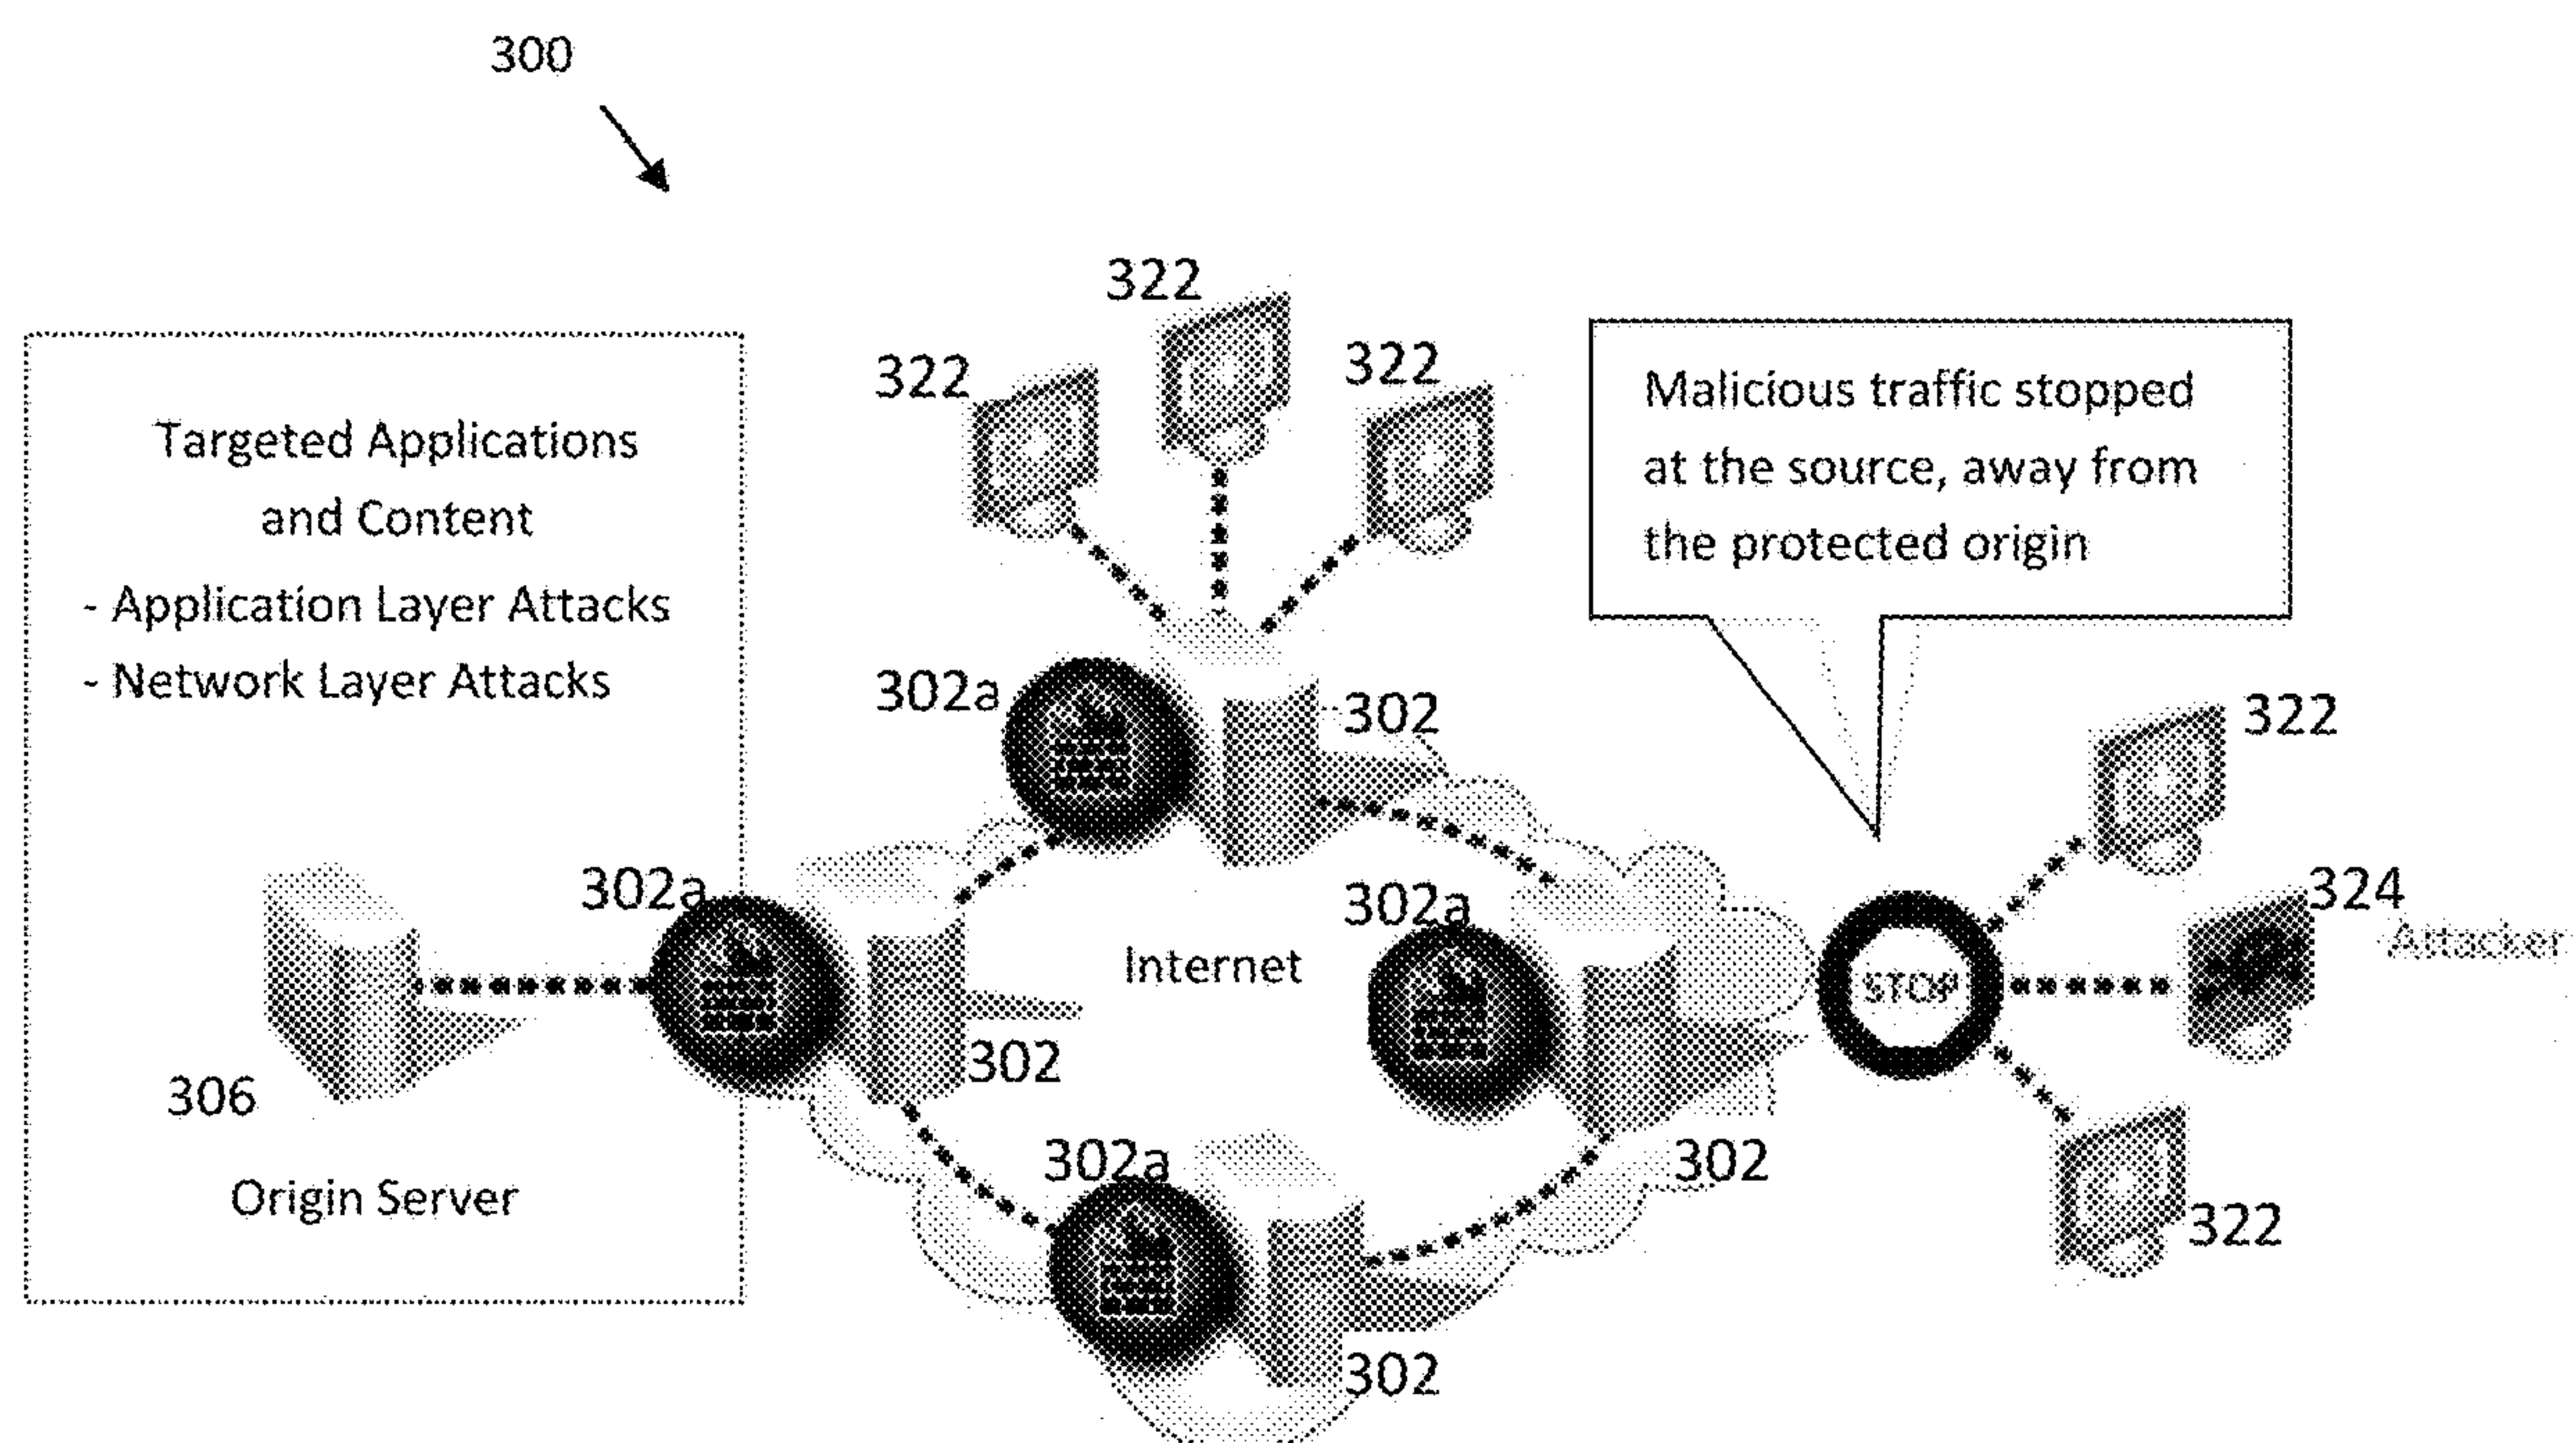 300
322
322
322
Targeted Applications
and Content
- Application Layer Attacks
- Network Layer Attacks
Malicious traffic stopped
at the source, away from
the protected origin
302a
302
322
302a
302a
324
Attacker
Internet
STOP
302
306
302a
302
Origin Server
322
302